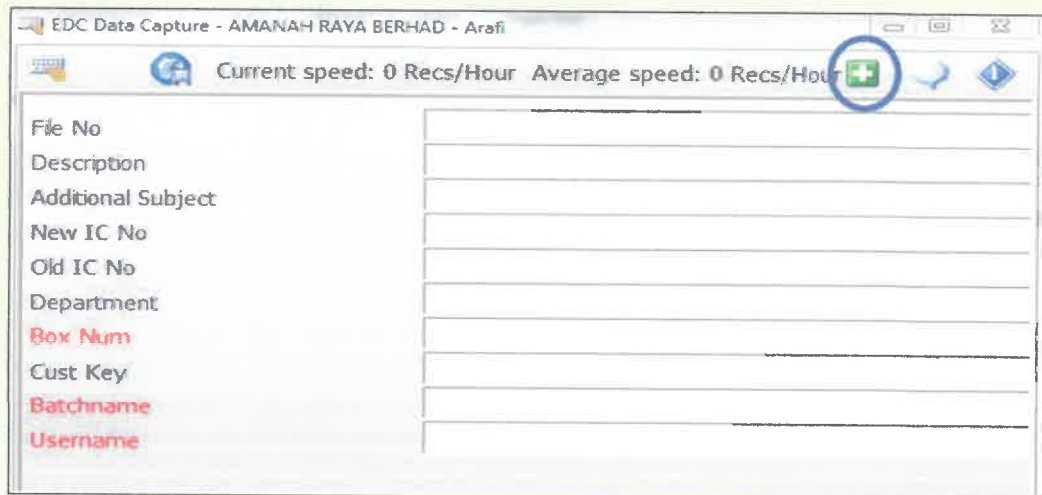 EDC Data Capture - AMANAH RAYA BERHAD - Arafi
Current speed: 0 Recs/Hour Average speed: 0 Recs/Hour
File No
Description
Additional Subject
New IC No
Old IC No
Department
Box Num
Cust Key
Batchname
Username